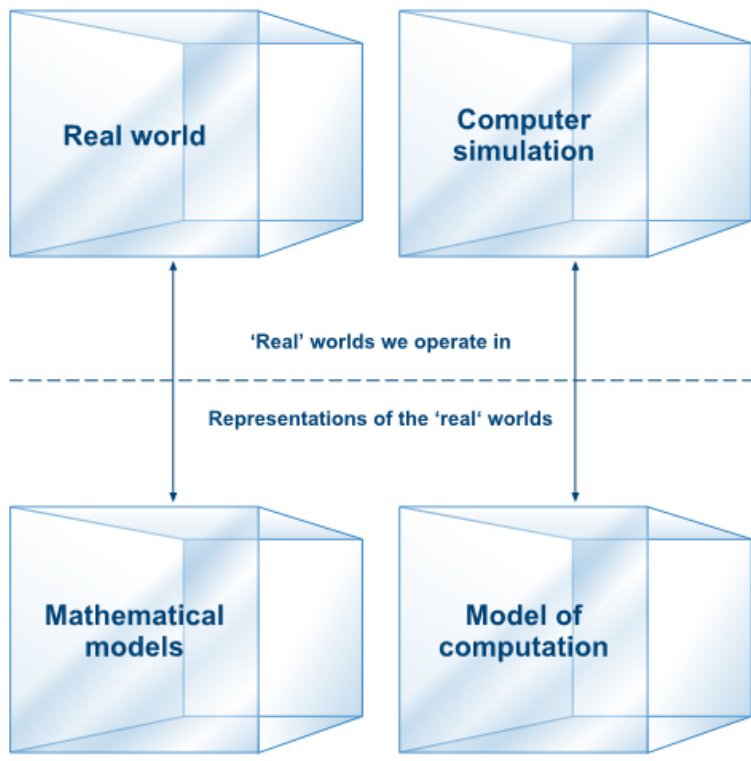 Real world
Computer
simulation
‘Real’ worlds we operate in
Representations of the ‘real‘ worlds
Mathematical
models
Model of
computation